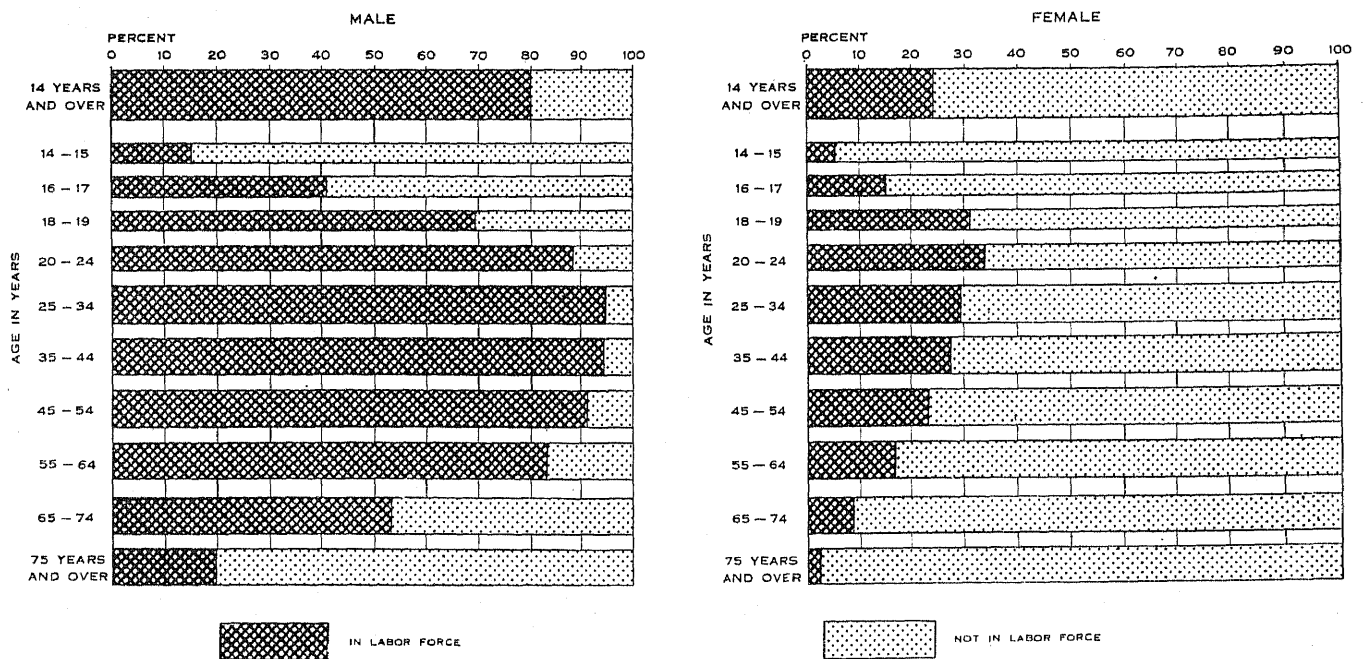 MALE
PERCENT
0 10 20 30 40 50 60 70 80 90 100
AGE IN YEARS
14 YEARS
AND OVER
14 – 15
16 – 17
18 – 19
20 – 24
25 – 34
35 – 44
45 – 54
55 – 64
65 – 74
75 YEARS
AND OVER
IN LABOR FORCE
FEMALE
PERCENT
0 10 20 30 40 50 60 70 80 90 100
AGE IN YEARS
14 YEARS
AND OVER
14 – 15
16 – 17
18 – 19
20 – 24
25 – 34
35 – 44
45 – 54
55 – 64
65 – 74
75 YEARS
AND OVER
NOT IN LABOR FORCE